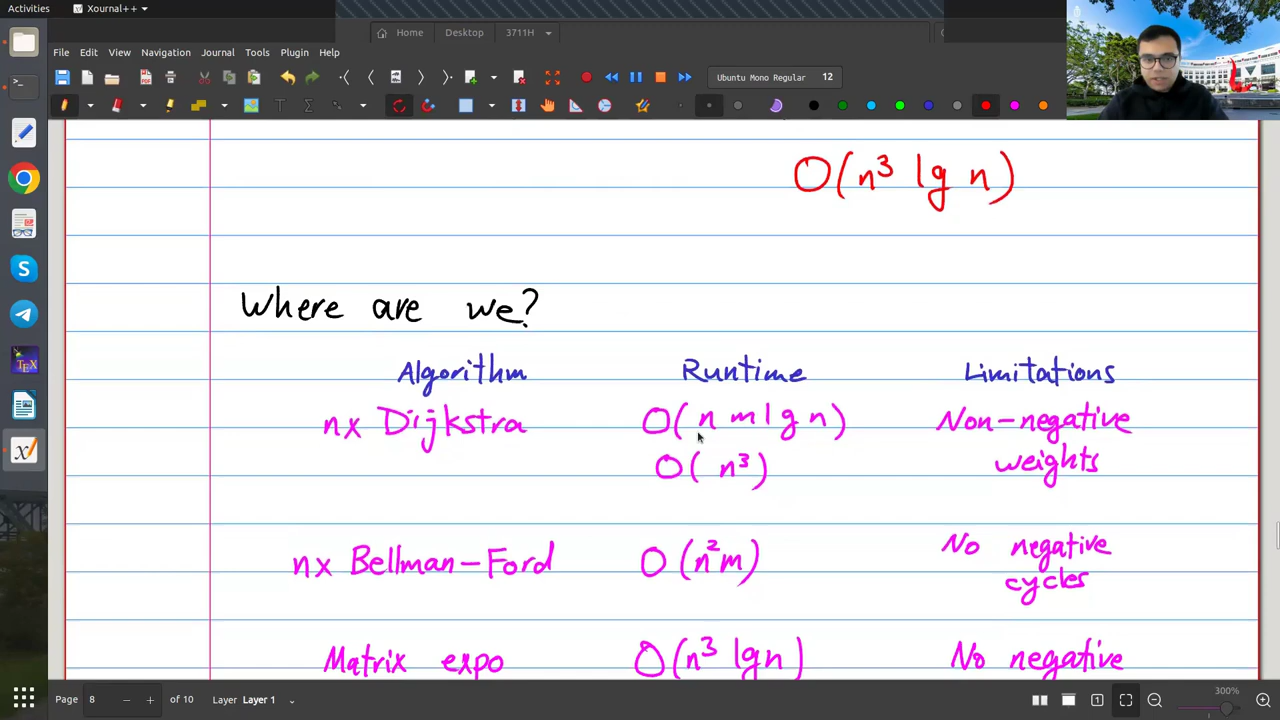 Activities Xournal++
Home Desktop 3711H
File Edit View Navigation Journal Tools Plugin Help
Ubuntu Mono Regular 12
O(n³ lg n)
Where are we?
Algorithm Runtime Limitations
nx Dijkstra O(n m lg n) Non-negative
O(n³) weights
nx Bellman-Ford O(n²m) No negative
cycles
Matrix expo O(n³ lgn) No negative
Page 8 of 10 Layer Layer 1 300%